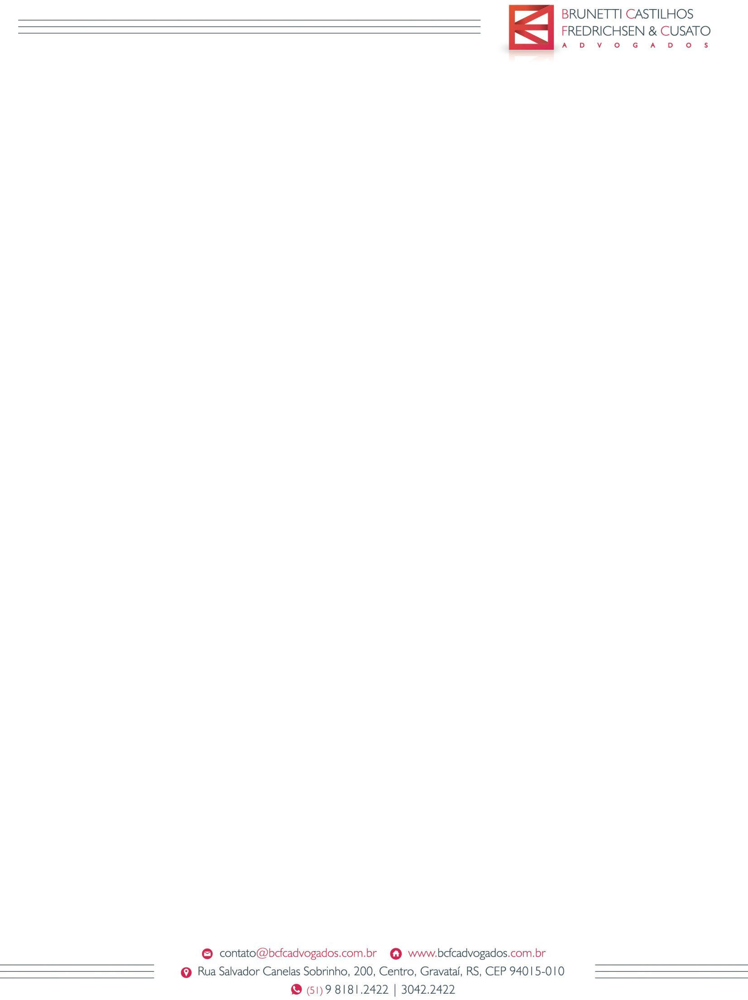 BRUNETTI CASTILHOS
FREDRICHSEN & CUSATO
ADVOGADOS
contato@bcfcadvogados.com.br www.bcfcadvogados.com.br
Rua Salvador Canelas Sobrinho, 200, Centro, Gravataí, RS, CEP 94015-010
(51) 9 8181.2422 | 3042.2422